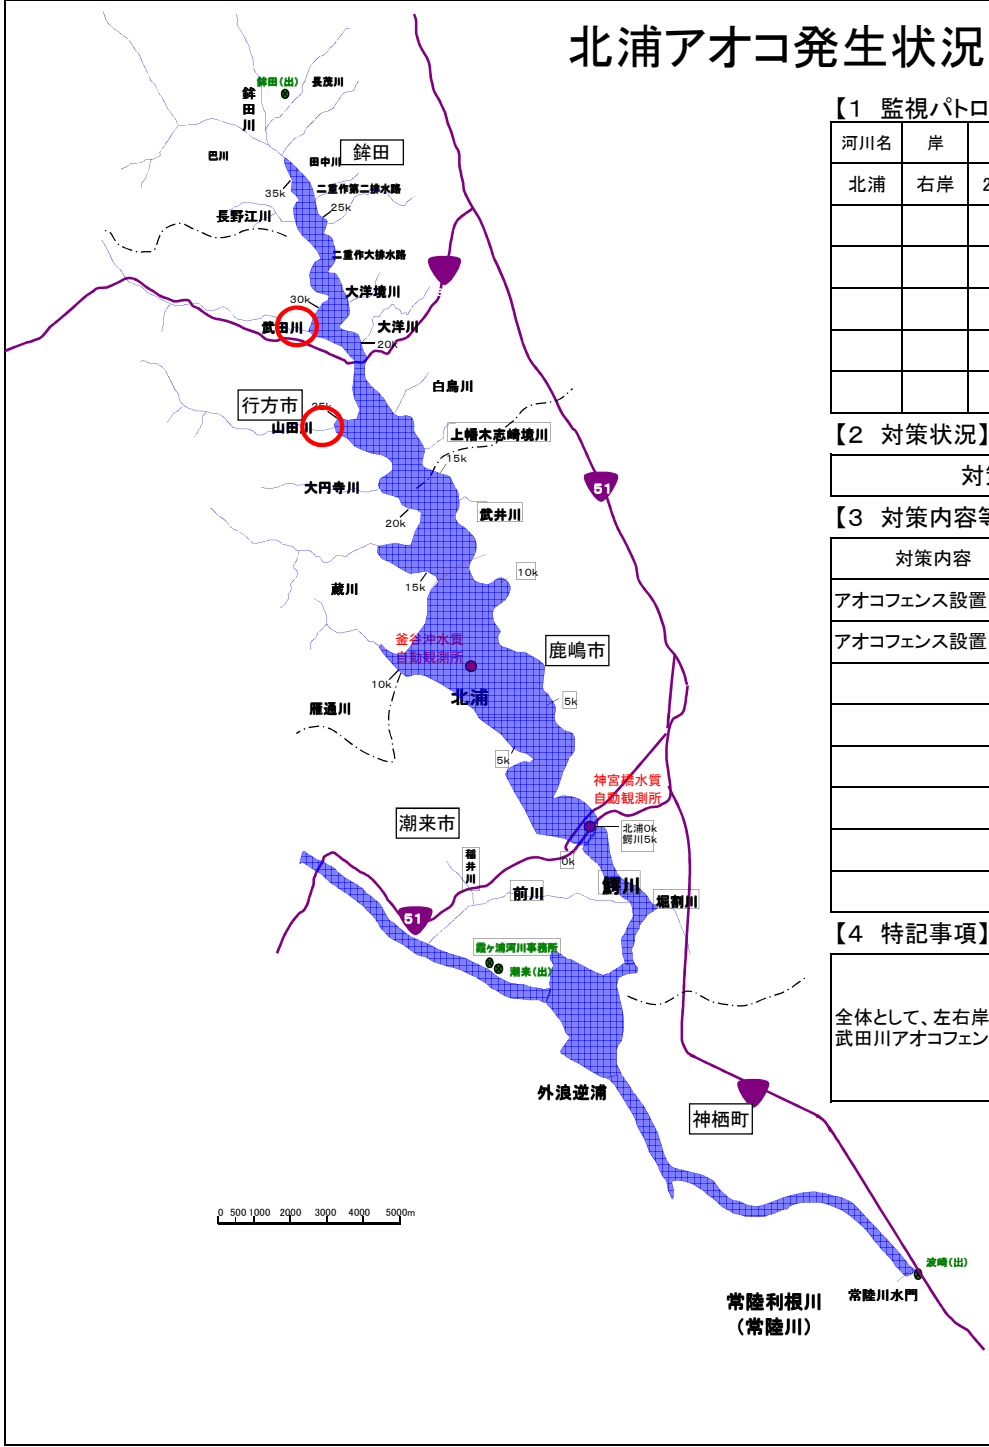 北浦アオコ発生状況
鉾田(出)
長茂川
鉾田川
巴川
田中川
鉾田
35k
二重作第二排水路
25k
長野江川
二重作大排水路
大洋境川
30k
武田川
大洋川
20k
白鳥川
行方市
山田川
上幡木志崎境川
15k
大円寺川
51
武井川
20k
10k
15k
蔵川
釜谷沖水質
自動観測所
鹿嶋市
10k
北浦
5k
雁通川
5k
神宮橋水質
自動観測所
潮来市
北浦0k
鰐川5k
0k
稲井川
前川
鰐川
堀割川
51
霞ヶ浦河川事務所
潮来(出)
外浪逆浦
神栖町
0 500 1000 2000 3000 4000 5000m
波崎(出)
常陸川水門
常陸利根川
(常陸川)
【1 監視パトロ
河川名 岸
北浦 右岸 2
【2 対策状況】
【3 対策内容等
対策内容
アオコフェンス設置
アオコフェンス設置
【4 特記事項】
全体として、左右岸
武田川アオコフェン